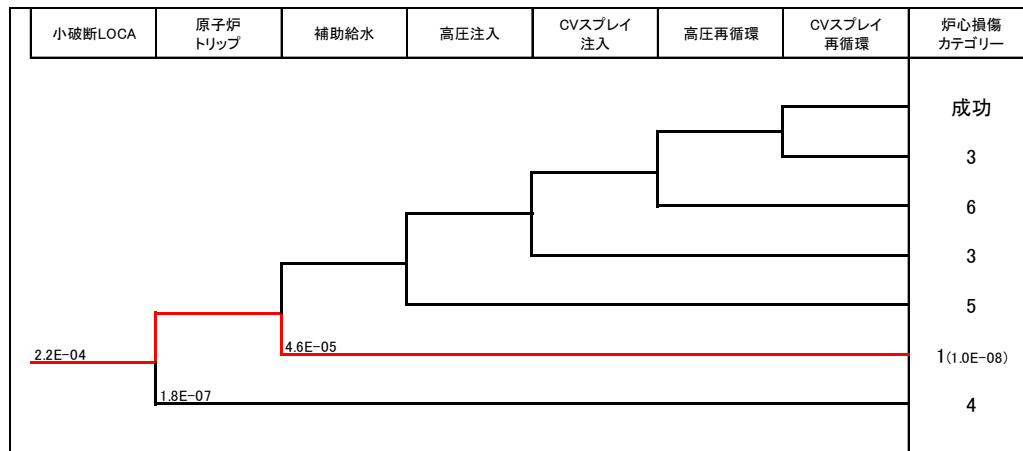 小破断LOCA
原子炉
トリップ
補助給水
高圧注入
CVスプレイ
注入
高圧再循環
CVスプレイ
再循環
炉心損傷
カテゴリー
成功
3
6
3
5
2.2E-04
4.6E-05
1(1.0E-08)
1.8E-07
4